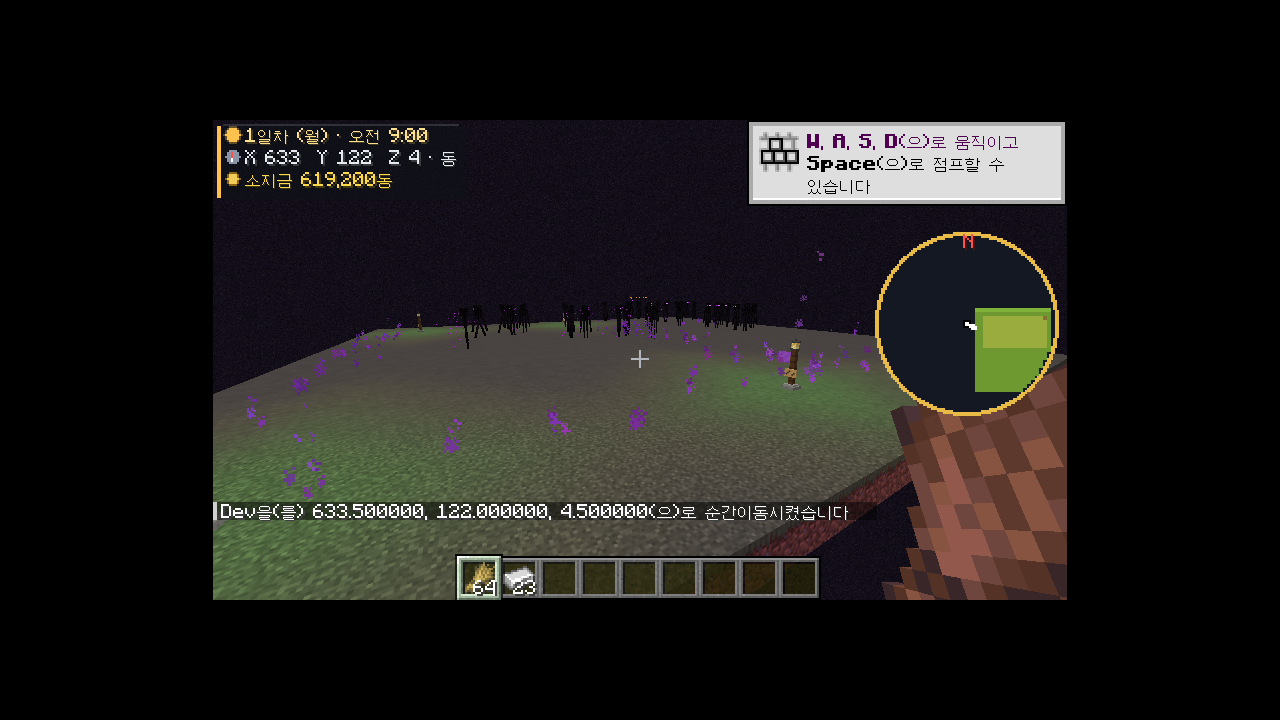 1일차 (월) · 오전 9:00
X 633 Y 122 Z 4 · 동
소지금 619,200동
W, A, S, D(으)로 움직이고
Space(으)로 점프할 수
있습니다
N
Dev을(를) 633.500000, 122.000000, 4.500000(으)로 순간이동시켰습니다
64
23